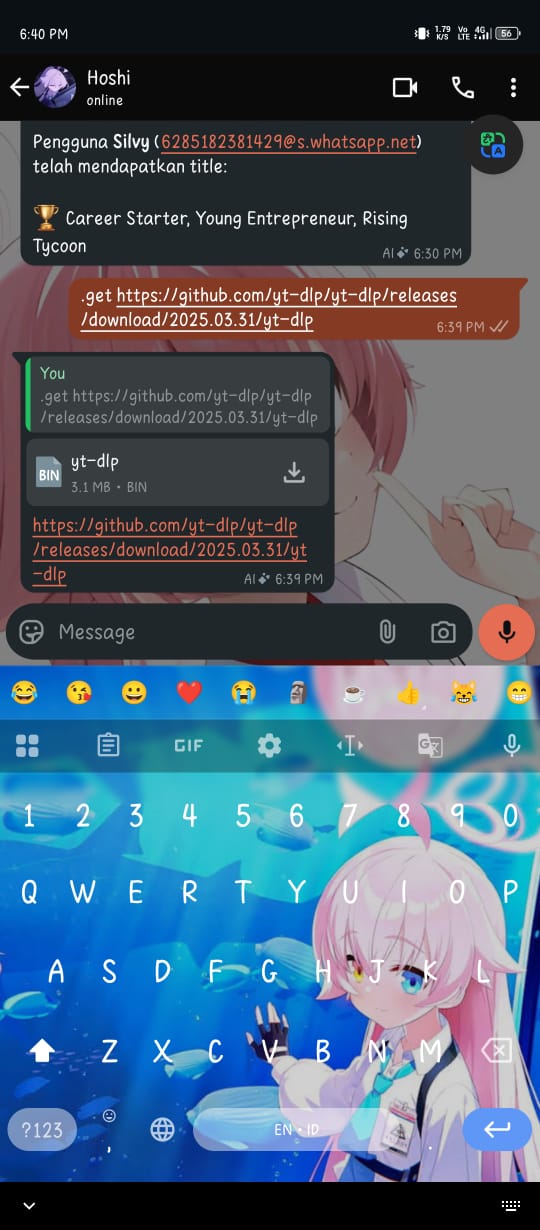 6:40 PM
1.79 K/S Vo LTE 4G 56
Hoshi
online
Pengguna Silvy (6285182381429@s.whatsapp.net)
telah mendapatkan title:
🏆 Career Starter, Young Entrepreneur, Rising
Tycoon
AI 6:30 PM
.get https://github.com/yt-dlp/yt-dlp/releases
/download/2025.03.31/yt-dlp
6:39 PM
You
.get https://github.com/yt-dlp/yt-dlp
/releases/download/2025.03.31/yt-dlp
BIN
yt-dlp
3.1 MB • BIN
https://github.com/yt-dlp/yt-dlp
/releases/download/2025.03.31/yt
-dlp
AI 6:39 PM
Message
GIF
1 2 3 4 5 6 7 8 9 0
Q W E R T Y U I O P
A S D F G H J K L
Z X C V B N M
?123 , EN • ID .